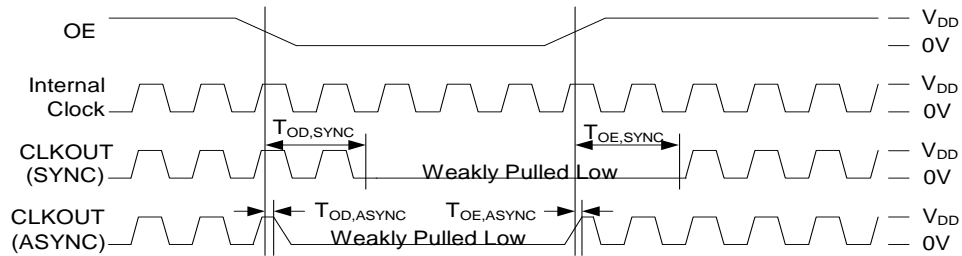 OE
V_DD
0V
Internal
Clock
V_DD
0V
T_OD,SYNC
T_OE,SYNC
CLKOUT
(SYNC)
Weakly Pulled Low
V_DD
0V
CLKOUT
(ASYNC)
T_OD,ASYNC
T_OE,ASYNC
Weakly Pulled Low
V_DD
0V